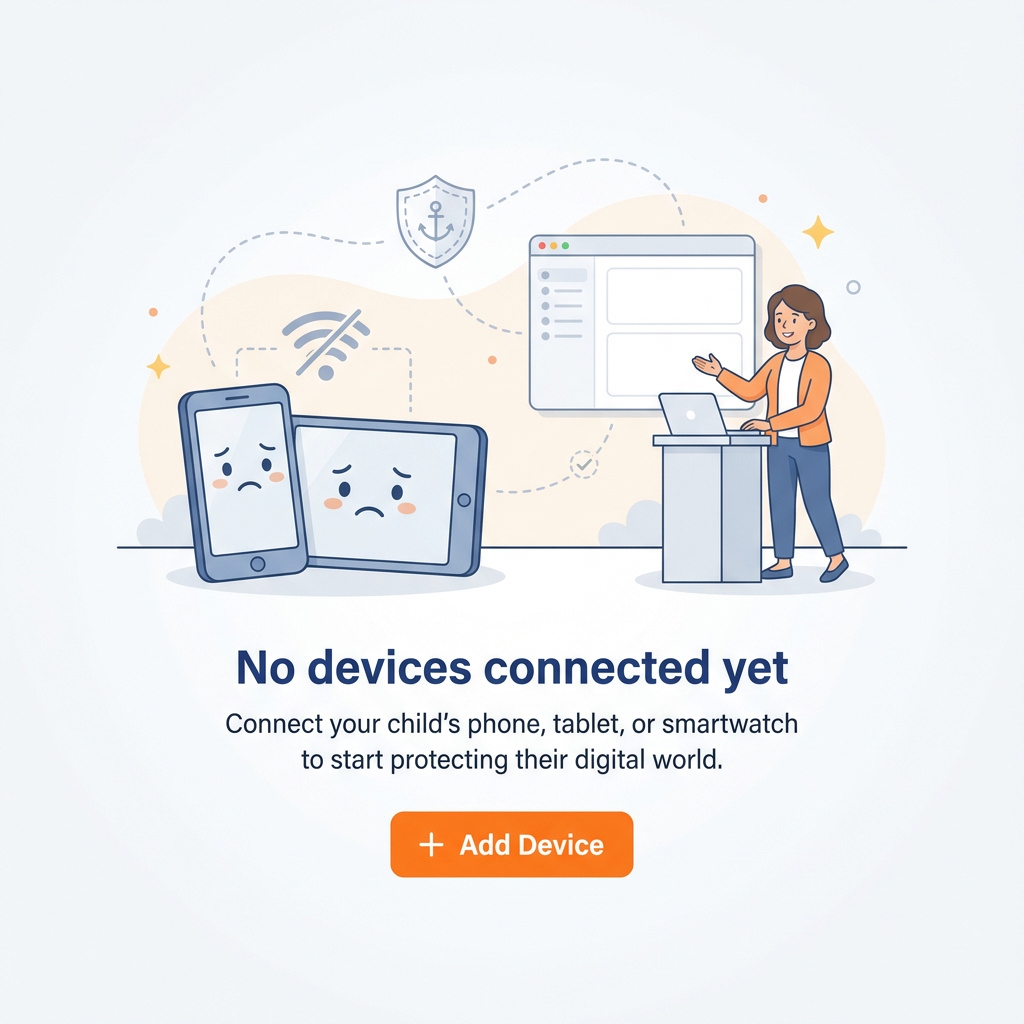 No devices connected yet
Connect your child's phone, tablet, or smartwatch
to start protecting their digital world.
+ Add Device